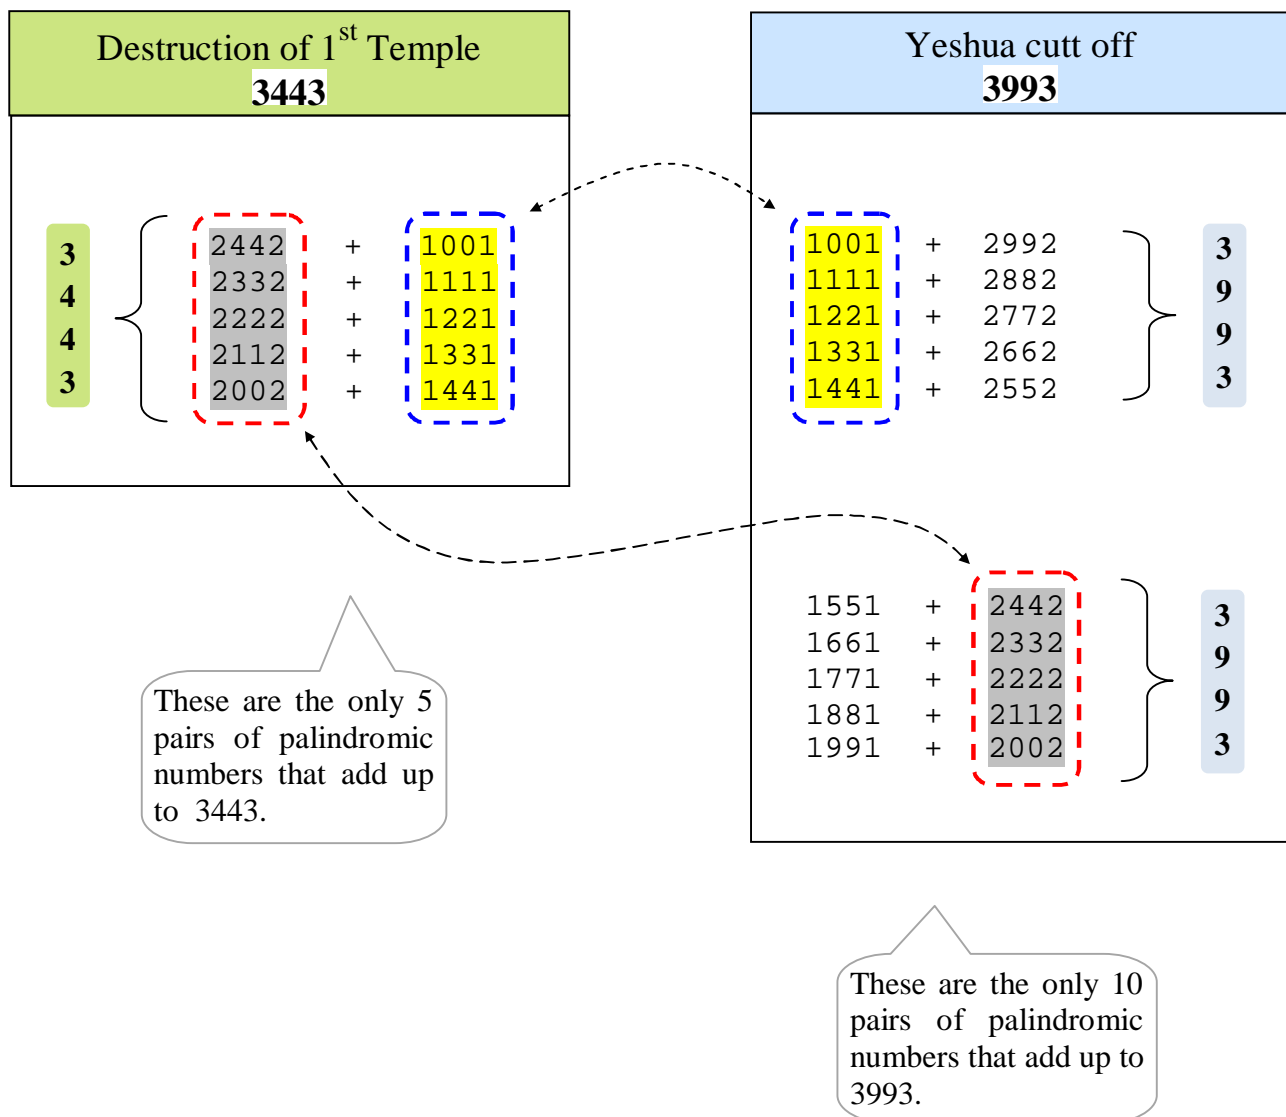 Destruction of 1st Temple
3443
3
4
4
3
2442 + 1001
2332 + 1111
2222 + 1221
2112 + 1331
2002 + 1441
These are the only 5
pairs of palindromic
numbers that add up
to 3443.
Yeshua cutt off
3993
1001 + 2992
1111 + 2882
1221 + 2772
1331 + 2662
1441 + 2552
3
9
9
3
1551 + 2442
1661 + 2332
1771 + 2222
1881 + 2112
1991 + 2002
3
9
9
3
These are the only 10
pairs of palindromic
numbers that add up to
3993.